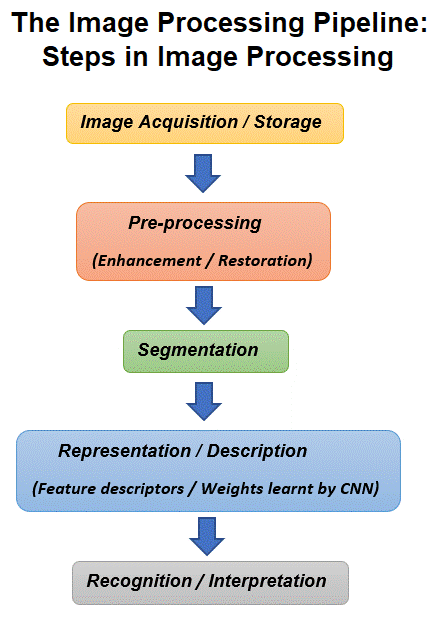 The Image Processing Pipeline:
Steps in Image Processing
Image Acquisition / Storage
Pre-processing
(Enhancement / Restoration)
Segmentation
Representation / Description
(Feature descriptors / Weights learnt by CNN)
Recognition / Interpretation